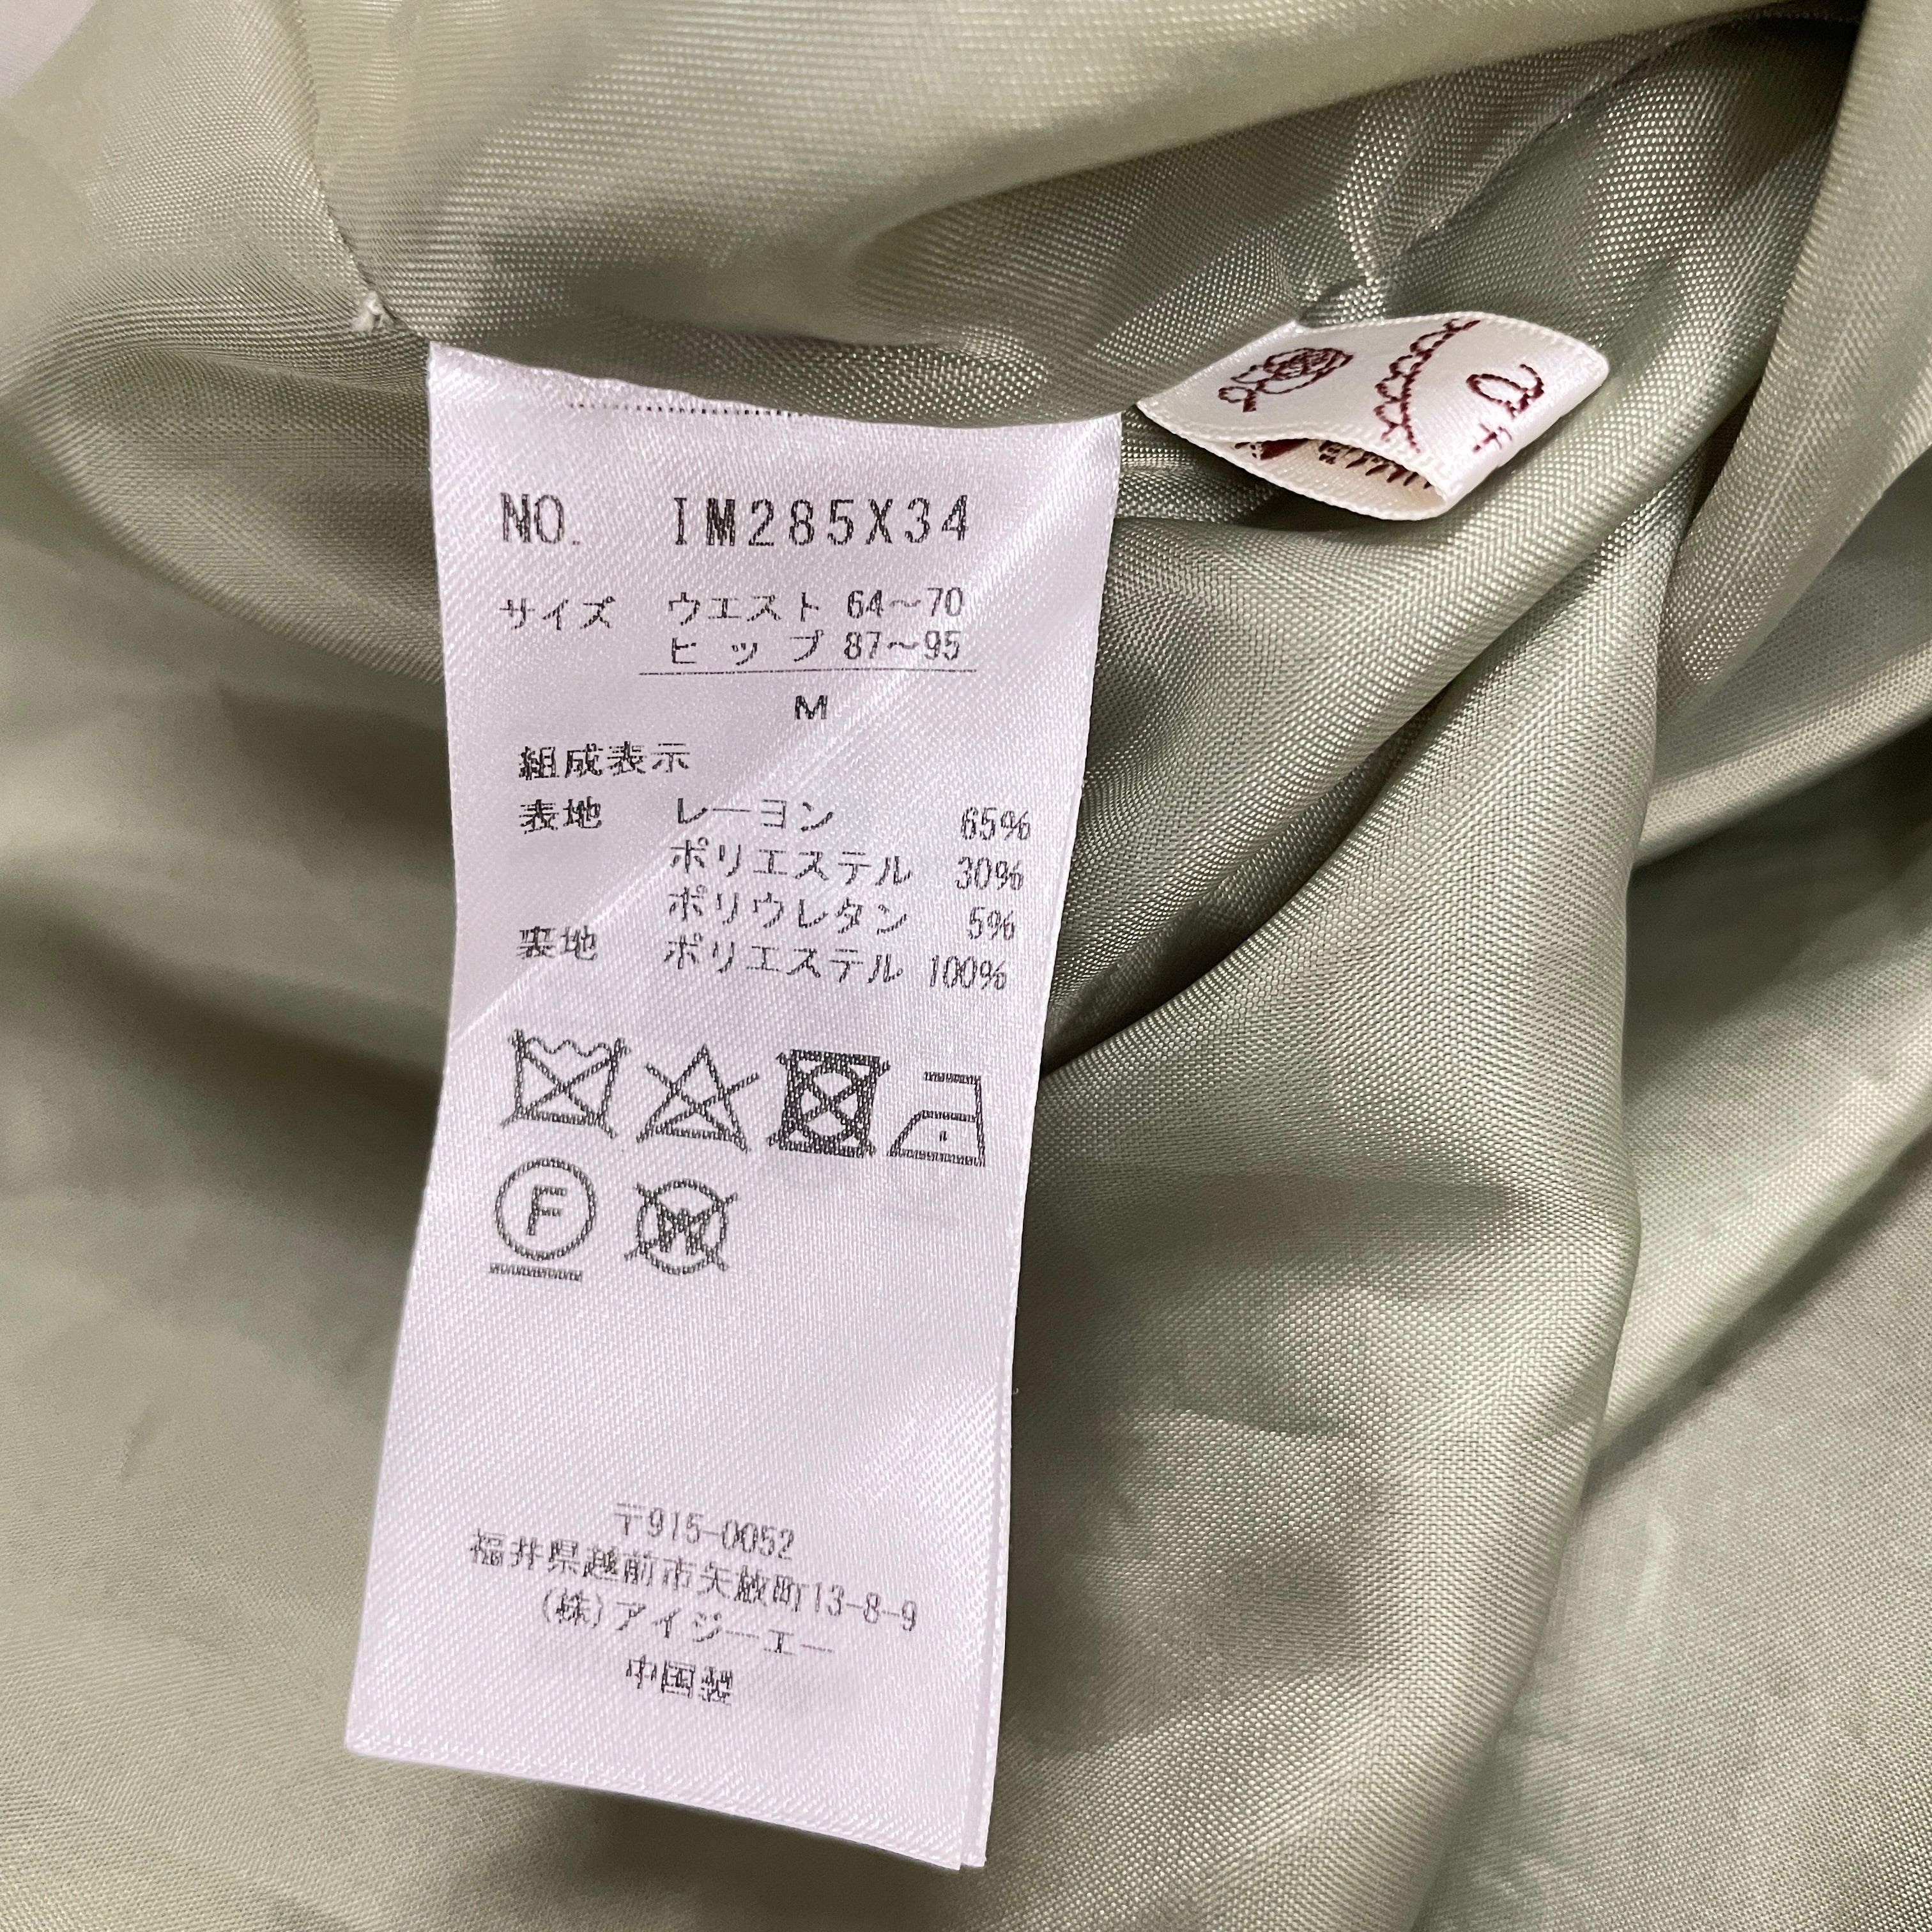 NO. IM285X34
サイズ ウエスト 64～70
ヒップ 87～95
M
組成表示
表地 レーヨン 65%
ポリエステル 30%
ポリウレタン 5%
裏地 ポリエステル 100%
F
W
〒915-0052
福井県越前市矢放町13-8-9
(株)アイジーエー
中国製